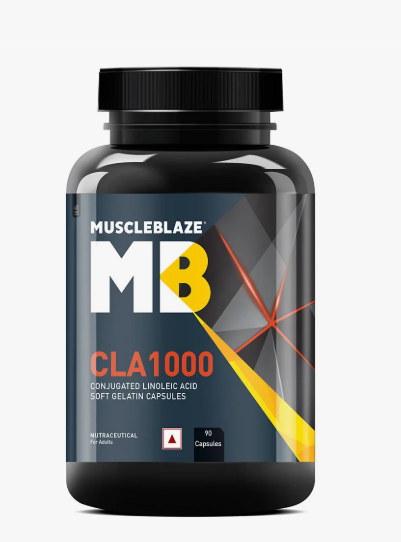 MUSCLEBLAZE®
MB
CLA1000
CONJUGATED LINOLEIC ACID
SOFT GELATIN CAPSULES
NUTRACEUTICAL
For Adults
90
Capsules